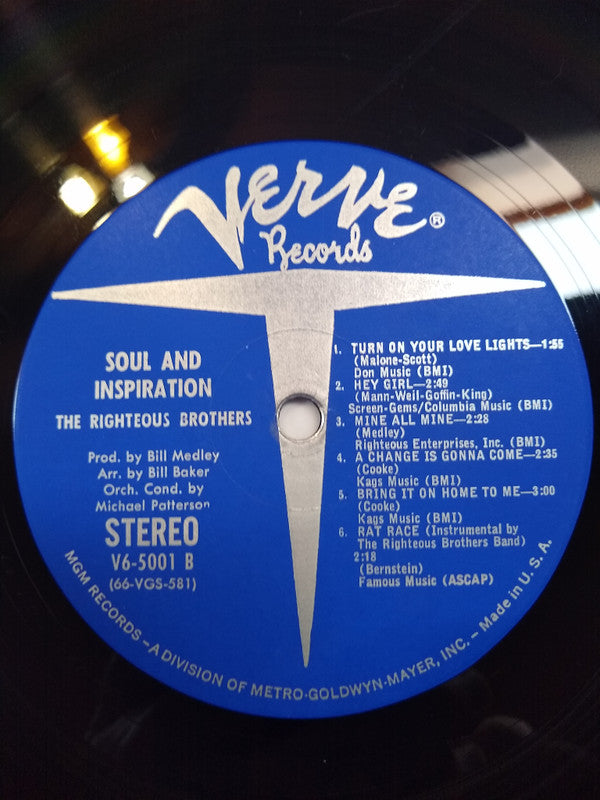 VERVE®
Records
SOUL AND
INSPIRATION
THE RIGHTEOUS BROTHERS
Prod. by Bill Medley
Arr. by Bill Baker
Orch. Cond. by
Michael Patterson
STEREO
V6-5001 B
(66-VGS-581)
1. TURN ON YOUR LOVE LIGHTS—1:55
(Malone-Scott)
Don Music (BMI)
2. HEY GIRL—2:49
(Mann-Weil-Goffin-King)
Screen-Gems/Columbia Music (BMI)
3. MINE ALL MINE—2:28
(Medley)
Righteous Enterprises, Inc. (BMI)
4. A CHANGE IS GONNA COME—2:35
(Cooke)
Kags Music (BMI)
5. BRING IT ON HOME TO ME—3:00
(Cooke)
Kags Music (BMI)
6. RAT RACE (Instrumental by
The Righteous Brothers Band)
2:18
(Bernstein)
Famous Music (ASCAP)
MGM RECORDS – A DIVISION OF METRO-GOLDWYN-MAYER, INC. – Made in U. S. A.